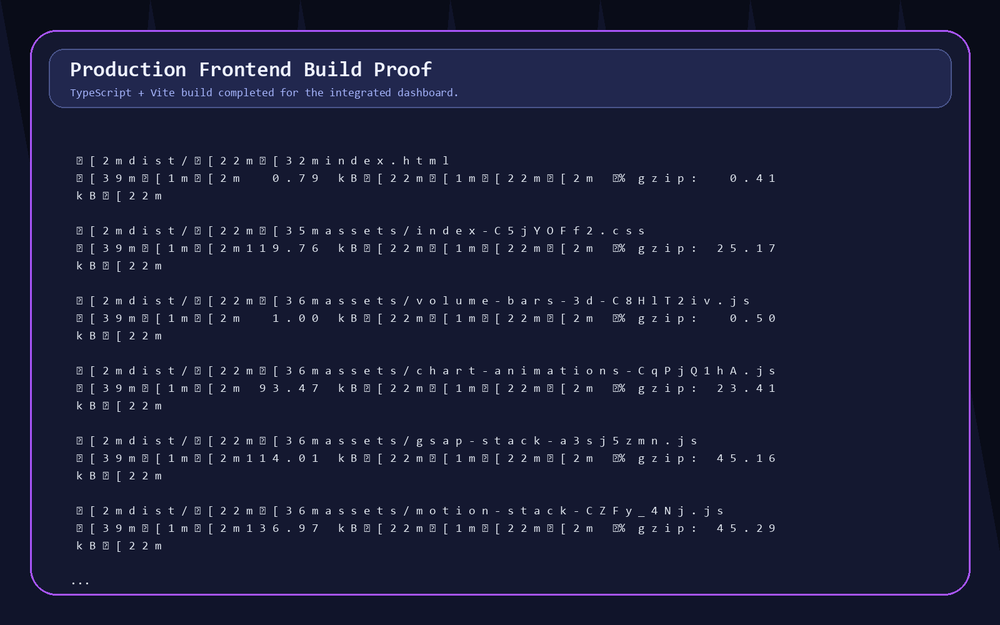 Production Frontend Build Proof
TypeScript + Vite build completed for the integrated dashboard.
␛[2mdist/␛[22m␛[32mindex.html
␛[39m␛[1m␛[2m  0.79 kB␛[22m␛[1m␛[22m␛[2m ␂% gzip:  0.41
kB␛[22m
␛[2mdist/␛[22m␛[35massets/index-C5jYOFf2.css
␛[39m␛[1m␛[2m119.76 kB␛[22m␛[1m␛[22m␛[2m ␂% gzip: 25.17
kB␛[22m
␛[2mdist/␛[22m␛[36massets/volume-bars-3d-C8HlT2iv.js
␛[39m␛[1m␛[2m  1.00 kB␛[22m␛[1m␛[22m␛[2m ␂% gzip:  0.50
kB␛[22m
␛[2mdist/␛[22m␛[36massets/chart-animations-CqPjQ1hA.js
␛[39m␛[1m␛[2m 93.47 kB␛[22m␛[1m␛[22m␛[2m ␂% gzip: 23.41
kB␛[22m
␛[2mdist/␛[22m␛[36massets/gsap-stack-a3sj5zmn.js
␛[39m␛[1m␛[2m114.01 kB␛[22m␛[1m␛[22m␛[2m ␂% gzip: 45.16
kB␛[22m
␛[2mdist/␛[22m␛[36massets/motion-stack-CZFy_4Nj.js
␛[39m␛[1m␛[2m136.97 kB␛[22m␛[1m␛[22m␛[2m ␂% gzip: 45.29
kB␛[22m
...